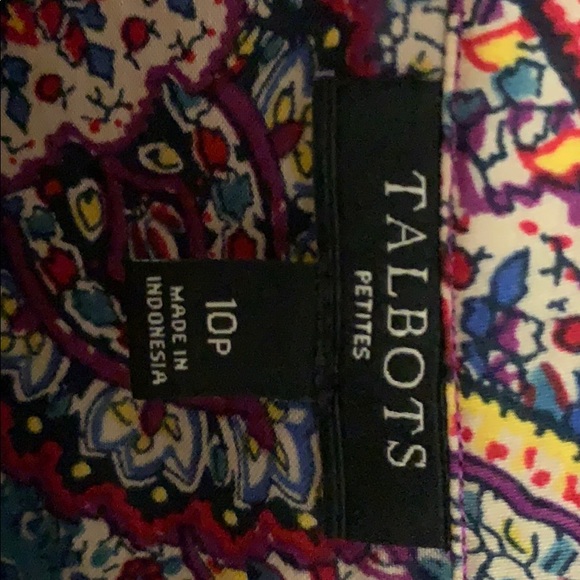 TALBOTS
PETITES
10P
MADE IN
INDONESIA